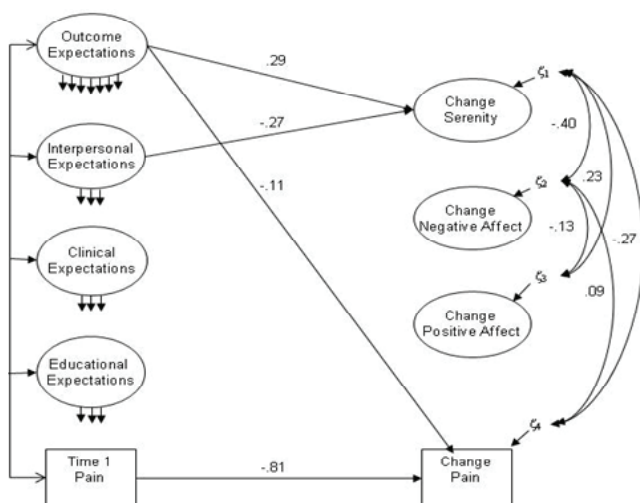 Outcome
Expectations
.29
ζ1
Change
Serenity
Interpersonal
Expectations
-.27
-.40
-.11
ζ2
.23
Change
Negative Affect
-.13
-.27
Clinical
Expectations
ζ3
.09
Change
Positive Affect
Educational
Expectations
ζ4
Time 1
Pain
-.81
Change
Pain